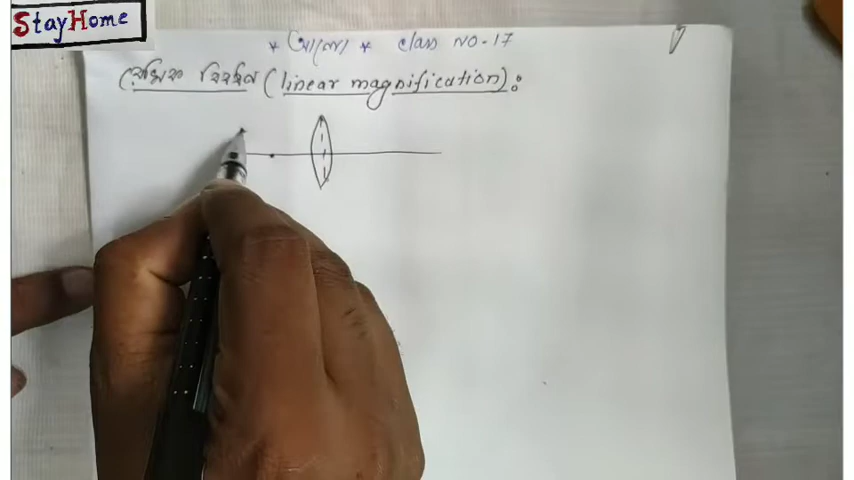 StayHome
* আলো * class NO-17
রৈখিক বিবর্ধন (linear magnification):